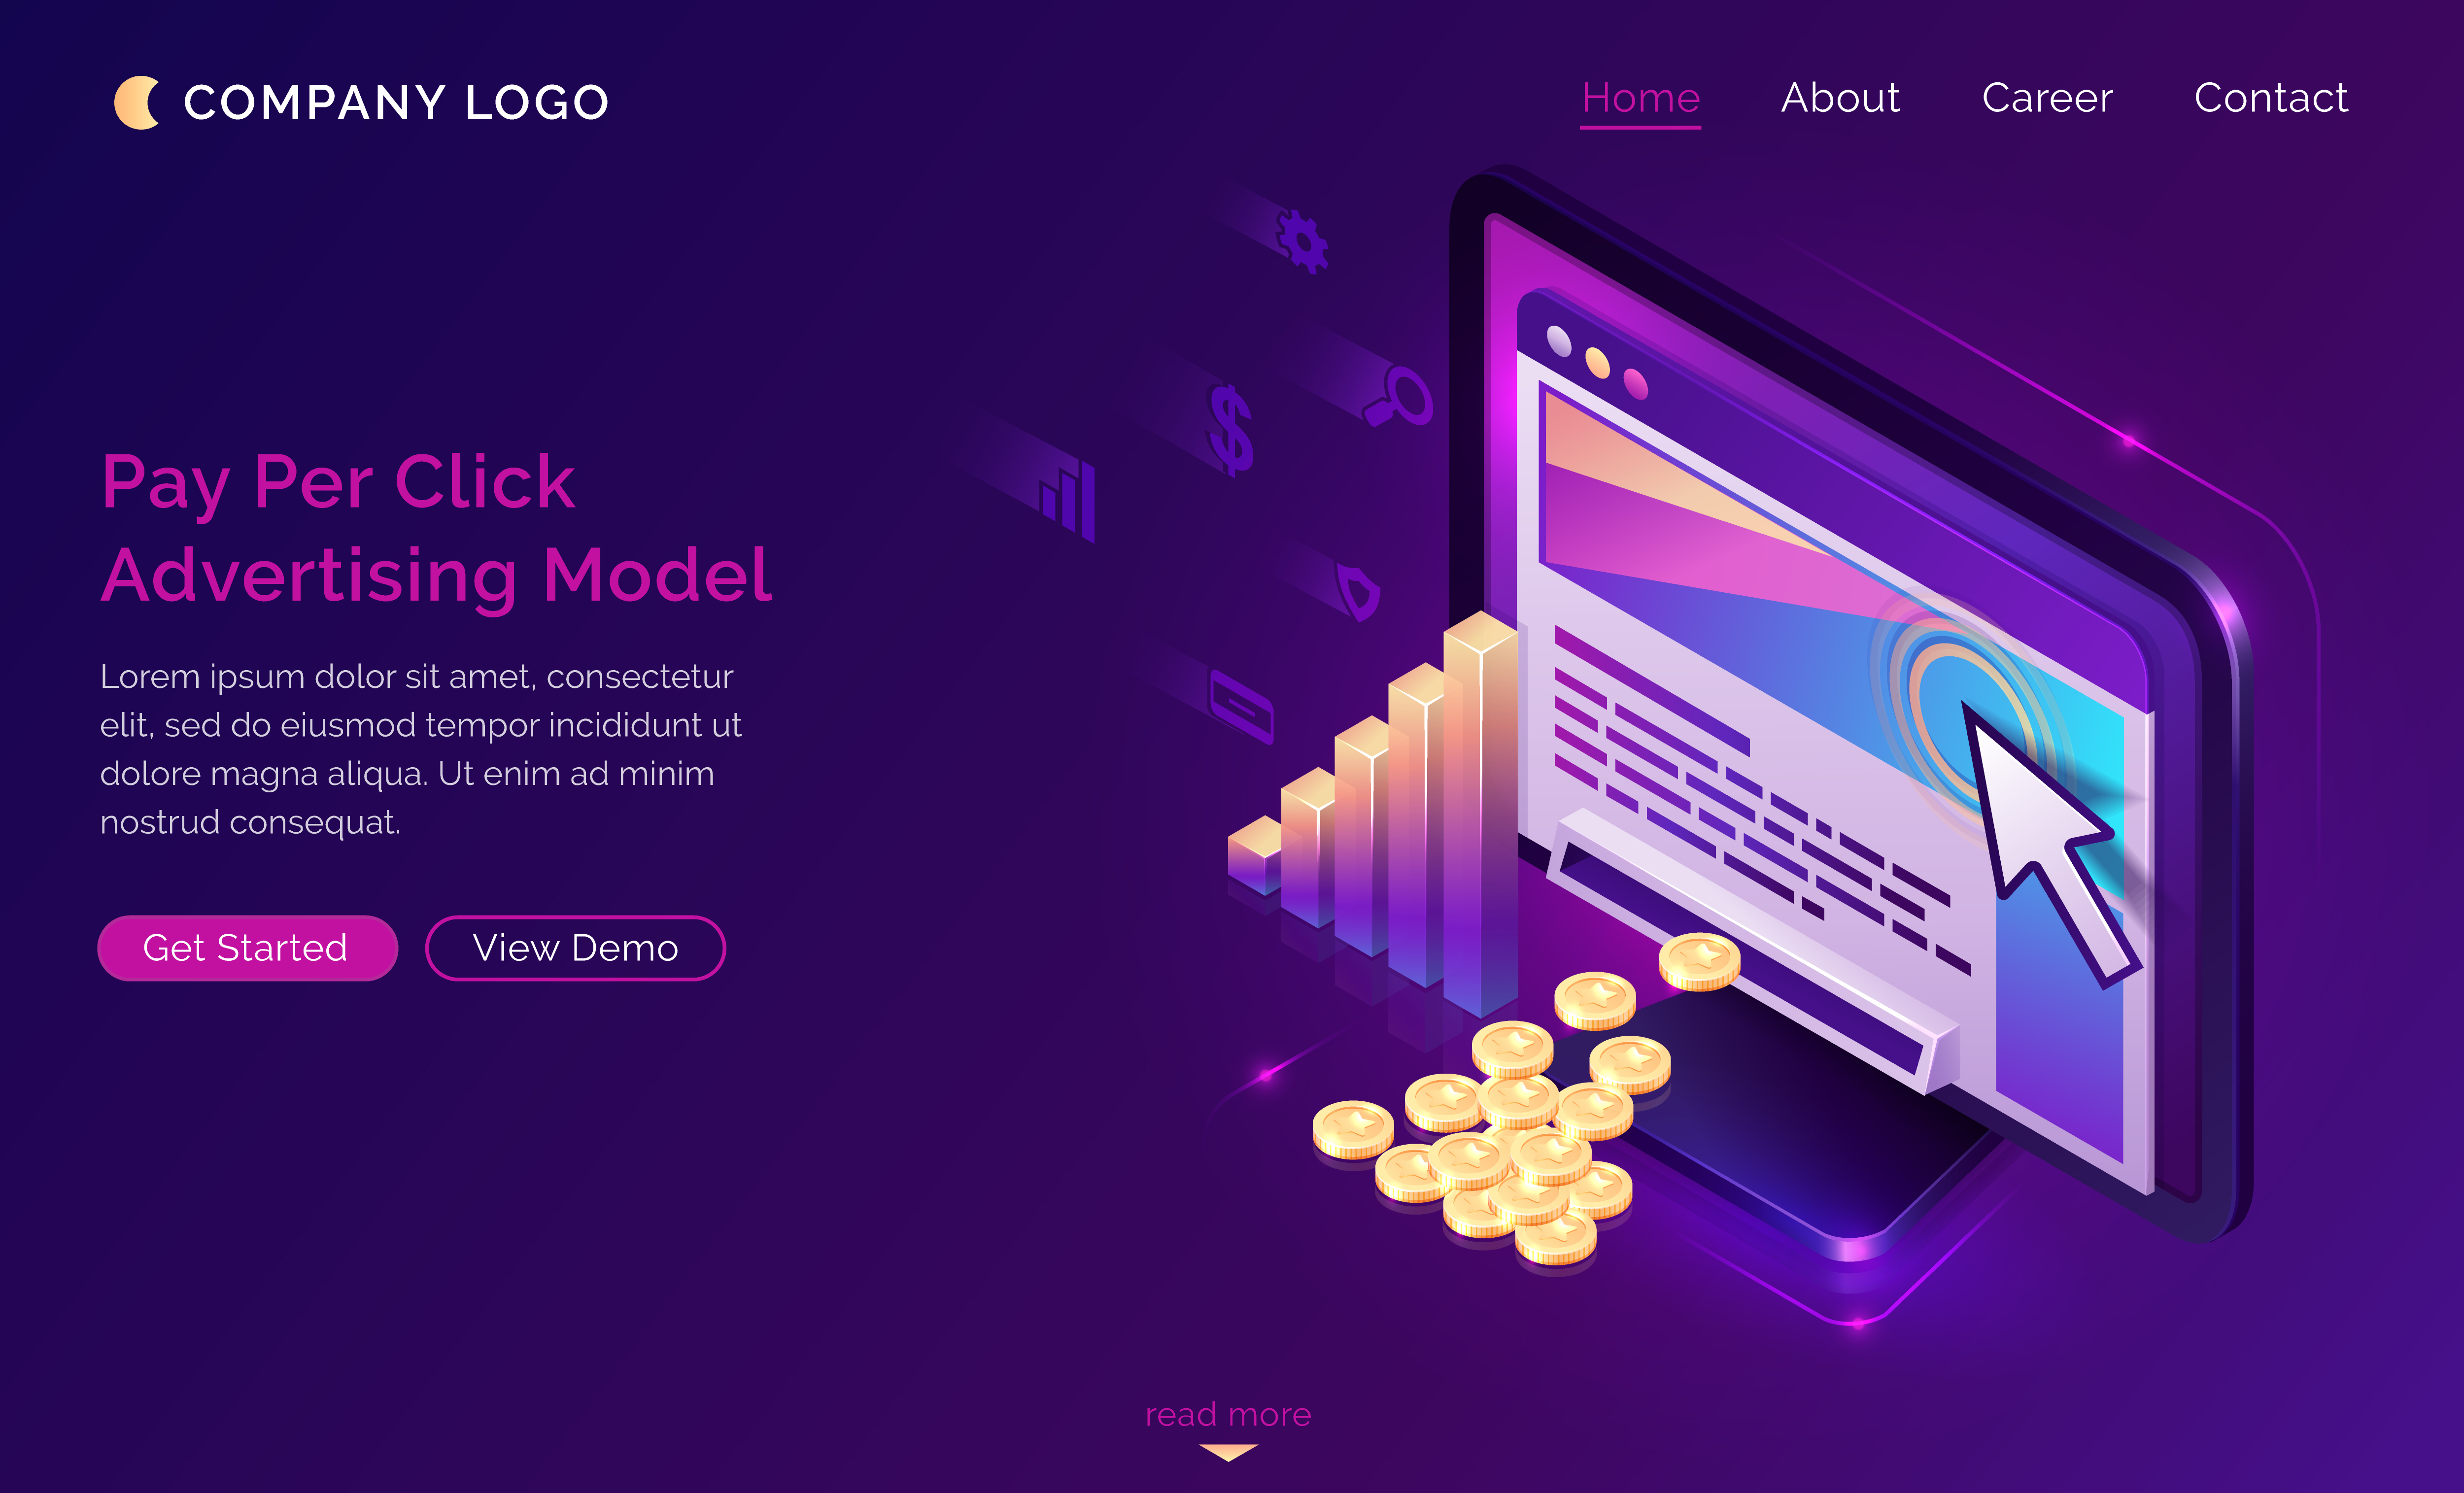 COMPANY LOGO
Home About Career Contact
Pay Per Click
Advertising Model
Lorem ipsum dolor sit amet, consectetur
elit, sed do eiusmod tempor incididunt ut
dolore magna aliqua. Ut enim ad minim
nostrud consequat.
Get Started View Demo
read more